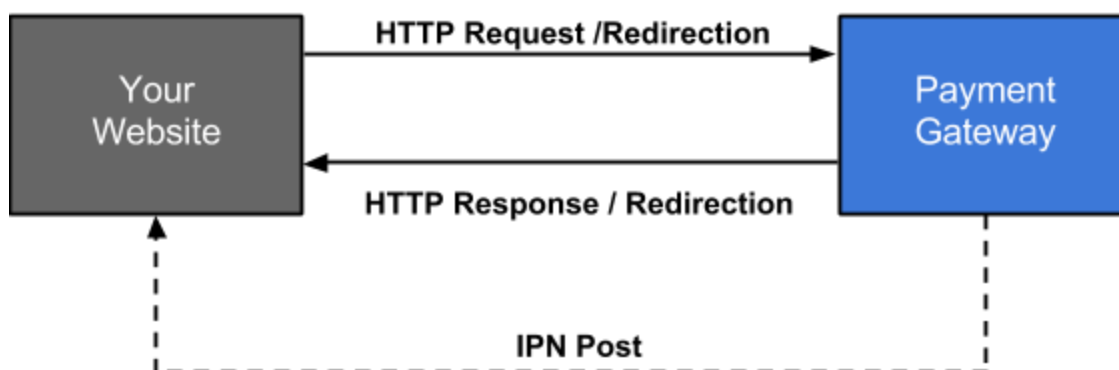 HTTP Request /Redirection
Your
Website
Payment
Gateway
HTTP Response / Redirection
IPN Post